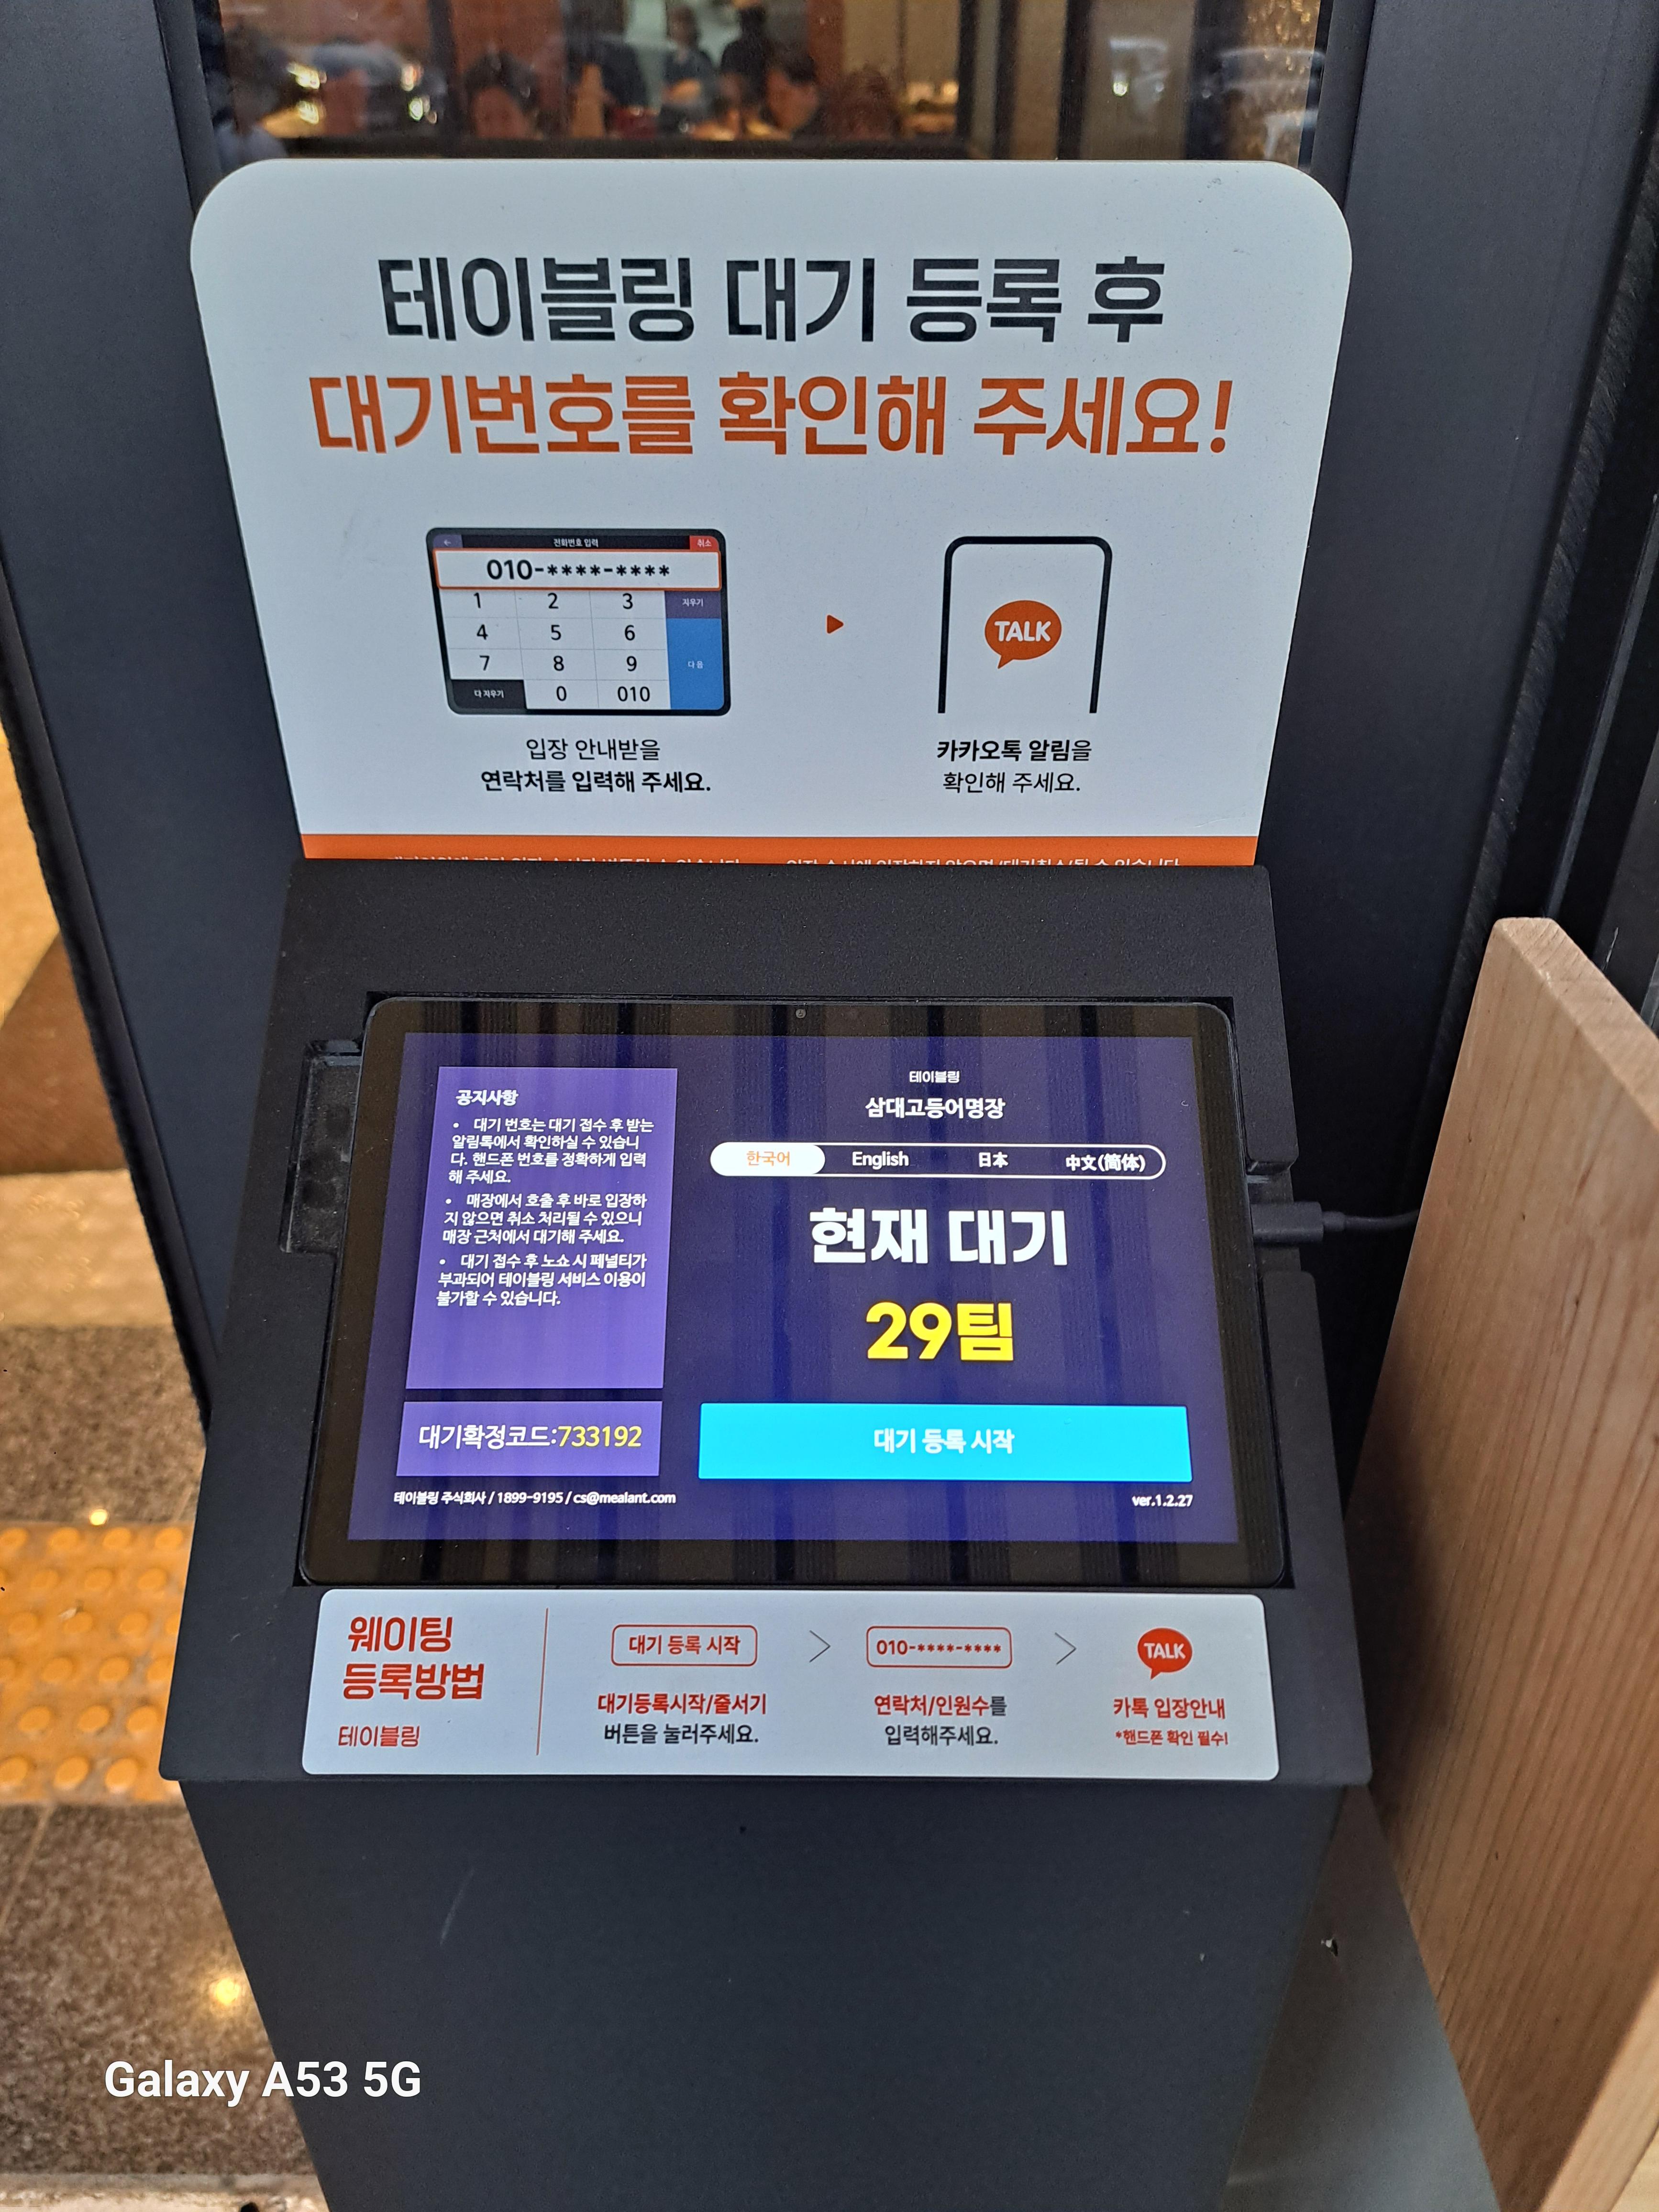 테이블링 대기 등록 후
대기번호를 확인해 주세요!
← 전화번호 입력 취소
010-****-****
1 2 3 지우기
4 5 6
7 8 9 다음
다 지우기 0 010
TALK
입장 안내받을
연락처를 입력해 주세요.
카카오톡 알림을
확인해 주세요.
공지사항
• 대기 번호는 대기 접수 후 받는
알림톡에서 확인하실 수 있습니
다. 핸드폰 번호를 정확하게 입력
해 주세요.
• 매장에서 호출 후 바로 입장하
지 않으면 취소 처리될 수 있으니
매장 근처에서 대기해 주세요.
• 대기 접수 후 노쇼 시 페널티가
부과되어 테이블링 서비스 이용이
불가할 수 있습니다.
대기확정코드:733192
테이블링 주식회사 / 1899-9195 / cs@mealant.com
테이블링
삼대고등어명장
한국어 English 日本 中文(简体)
현재 대기
29팀
대기 등록 시작
ver.1.2.27
웨이팅
등록방법
테이블링
대기 등록 시작
대기등록시작/줄서기
버튼을 눌러주세요.
010-****-****
연락처/인원수를
입력해주세요.
TALK
카톡 입장안내
*핸드폰 확인 필수!
Galaxy A53 5G